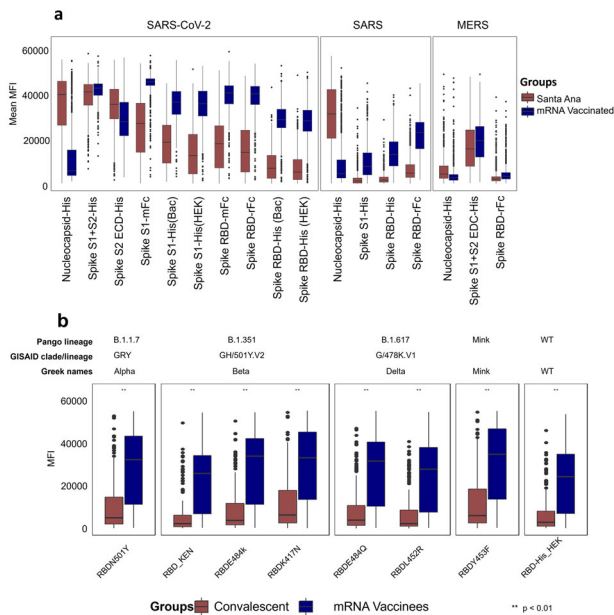 a
SARS-CoV-2 SARS MERS
Mean MFI
60000
40000
20000
0
Groups
Santa Ana
mRNA Vaccinated
Nucleocapsid-His
Spike S1+S2-His
Spike S2 ECD-His
Spike S1-mFc
Spike S1-His(Bac)
Spike S1-His(HEK)
Spike RBD-mFc
Spike RBD-rFc
Spike RBD-His (Bac)
Spike RBD-His (HEK)
Nucleocapsid-His
Spike S1-His
Spike RBD-His
Spike RBD-rFc
Nucleocapsid-His
Spike S1+S2 EDC-His
Spike RBD-rFc
b
Pango lineage B.1.1.7 B.1.351 B.1.617 Mink WT
GISAID clade/lineage GRY GH/501Y.V2 G/478K.V1
Greek names Alpha Beta Delta Mink WT
** ** ** ** ** ** ** **
MFI
60000
40000
20000
0
RBDN501Y
RBD_KEN
RBDE484k
RBDK417N
RBDE484Q
RBDL452R
RBDY453F
RBD-His_HEK
Groups Convalescent mRNA Vaccinees
** p < 0.01